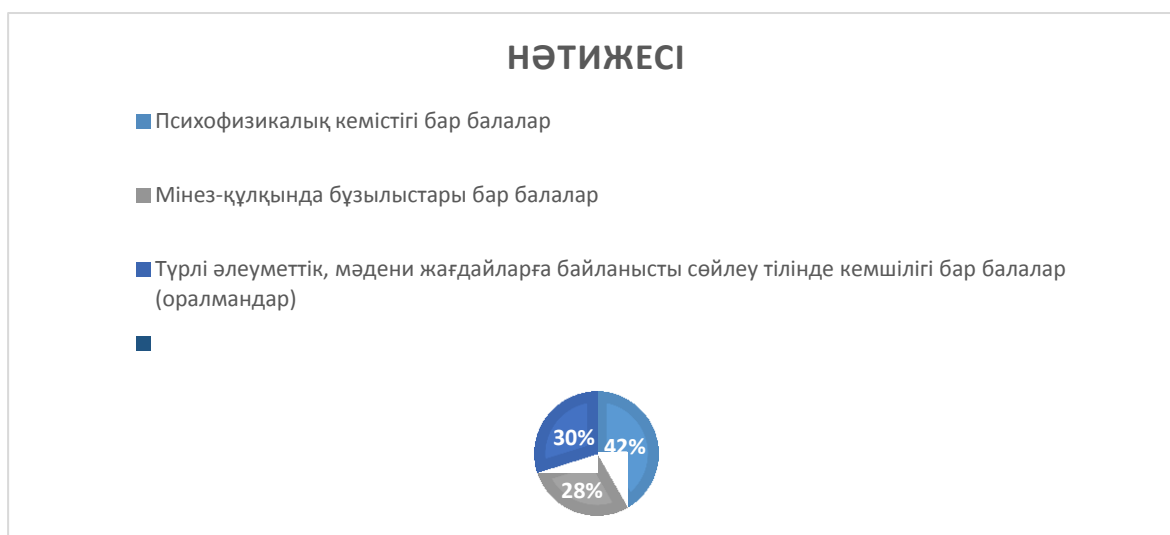 НӘТИЖЕСІ
Психофизикалық кемістігі бар балалар
Мінез-құлқында бұзылыстары бар балалар
Түрлі әлеуметтік, мәдени жағдайларға байланысты сөйлеу тілінде кемшілігі бар балалар
(оралмандар)
30%
42%
28%